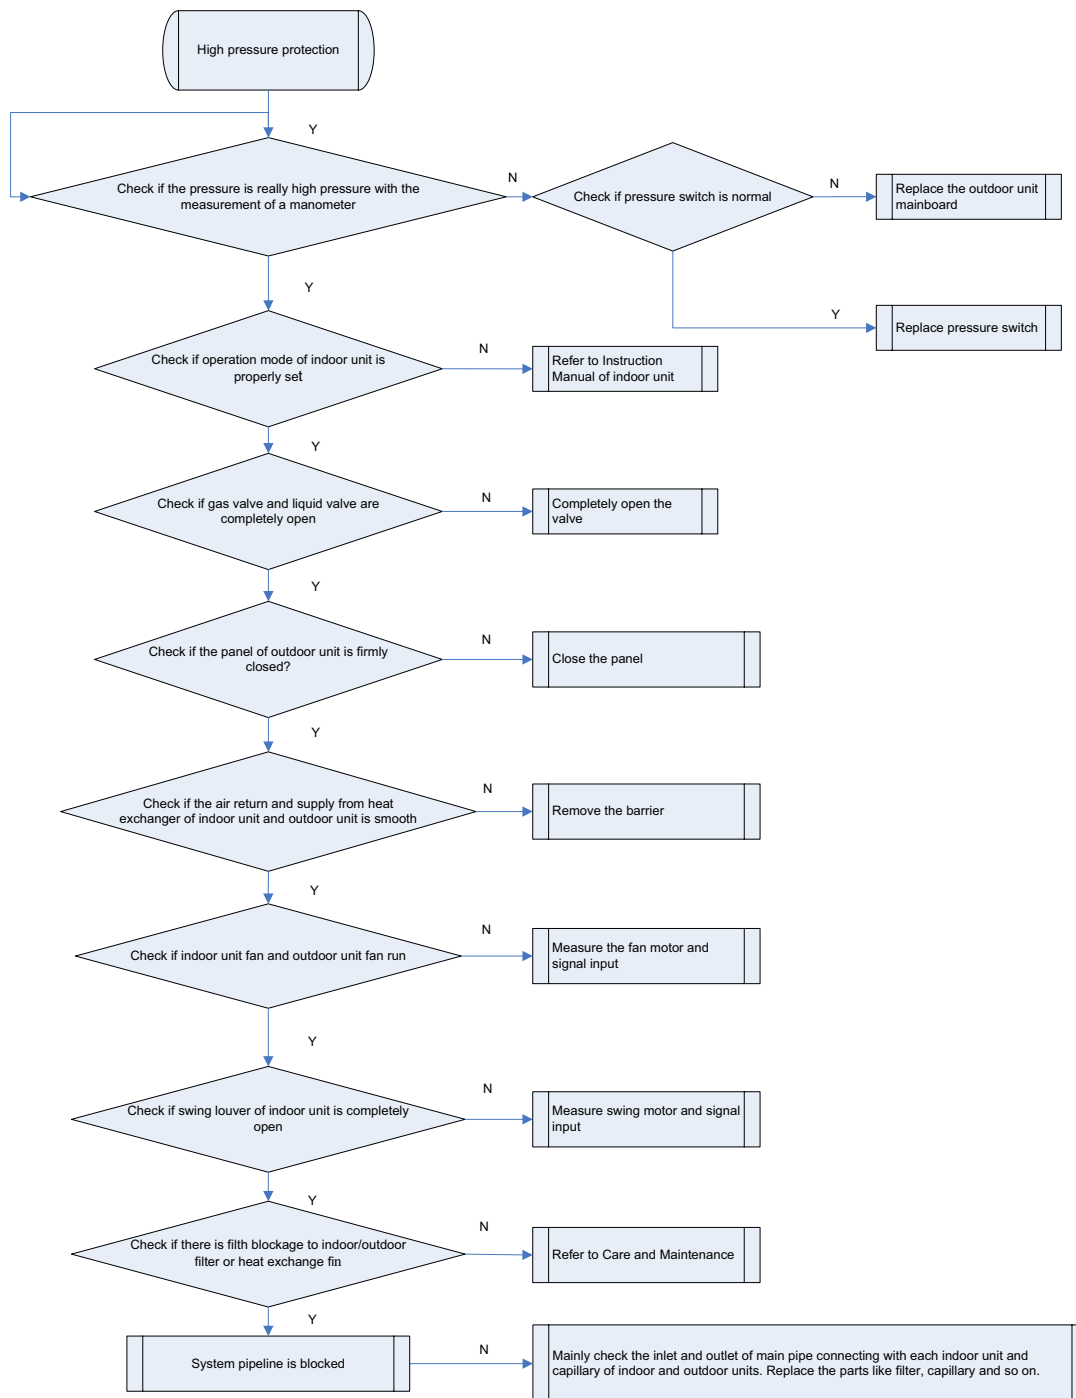 High pressure protection
Y
Check if the pressure is really high pressure with the
measurement of a manometer
N
Check if pressure switch is normal
N
Replace the outdoor unit
mainboard
Y
Replace pressure switch
Y
Check if operation mode of indoor unit is
properly set
N
Refer to Instruction
Manual of indoor unit
Y
Check if gas valve and liquid valve are
completely open
N
Completely open the
valve
Y
Check if the panel of outdoor unit is firmly
closed?
N
Close the panel
Y
Check if the air return and supply from heat
exchanger of indoor unit and outdoor unit is smooth
N
Remove the barrier
Y
Check if indoor unit fan and outdoor unit fan run
N
Measure the fan motor and
signal input
Y
Check if swing louver of indoor unit is completely
open
N
Measure swing motor and signal
input
Y
Check if there is filth blockage to indoor/outdoor
filter or heat exchange fin
N
Refer to Care and Maintenance
Y
System pipeline is blocked
N
Mainly check the inlet and outlet of main pipe connecting with each indoor unit and
capillary of indoor and outdoor units. Replace the parts like filter, capillary and so on.